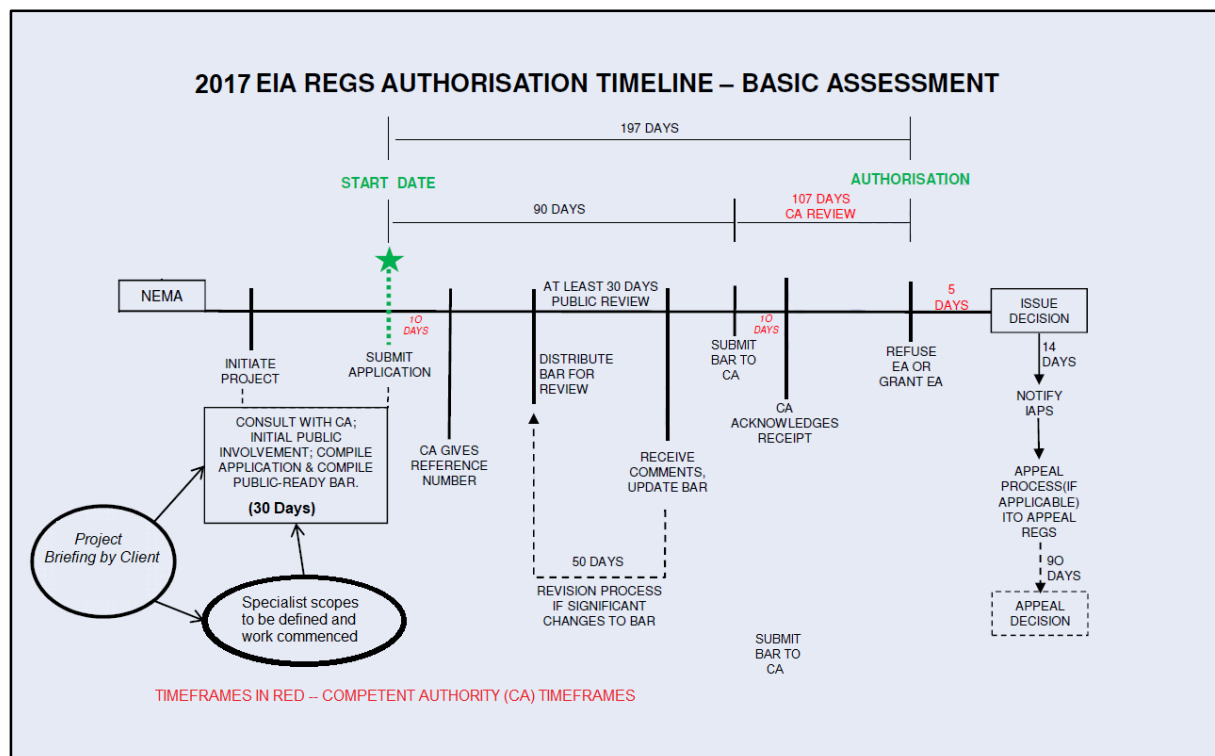 2017 EIA REGS AUTHORISATION TIMELINE – BASIC ASSESSMENT
197 DAYS
START DATE
AUTHORISATION
90 DAYS
107 DAYS
CA REVIEW
NEMA
AT LEAST 30 DAYS
PUBLIC REVIEW
1O
DAYS
1O
DAYS
5
DAYS
ISSUE
DECISION
INITIATE
PROJECT
SUBMIT
APPLICATION
DISTRIBUTE
BAR FOR
REVIEW
SUBMIT
BAR TO
CA
REFUSE
EA OR
GRANT EA
14
DAYS
NOTIFY
IAPS
CONSULT WITH CA;
INITIAL PUBLIC
INVOLVEMENT; COMPILE
APPLICATION & COMPILE
PUBLIC-READY BAR.
(30 Days)
CA GIVES
REFERENCE
NUMBER
RECEIVE
COMMENTS,
UPDATE BAR
CA
ACKNOWLEDGES
RECEIPT
APPEAL
PROCESS(IF
APPLICABLE)
ITO APPEAL
REGS
Project
Briefing by Client
50 DAYS
REVISION PROCESS
IF SIGNIFICANT
CHANGES TO BAR
9O
DAYS
APPEAL
DECISION
Specialist scopes
to be defined and
work commenced
SUBMIT
BAR TO
CA
TIMEFRAMES IN RED -- COMPETENT AUTHORITY (CA) TIMEFRAMES